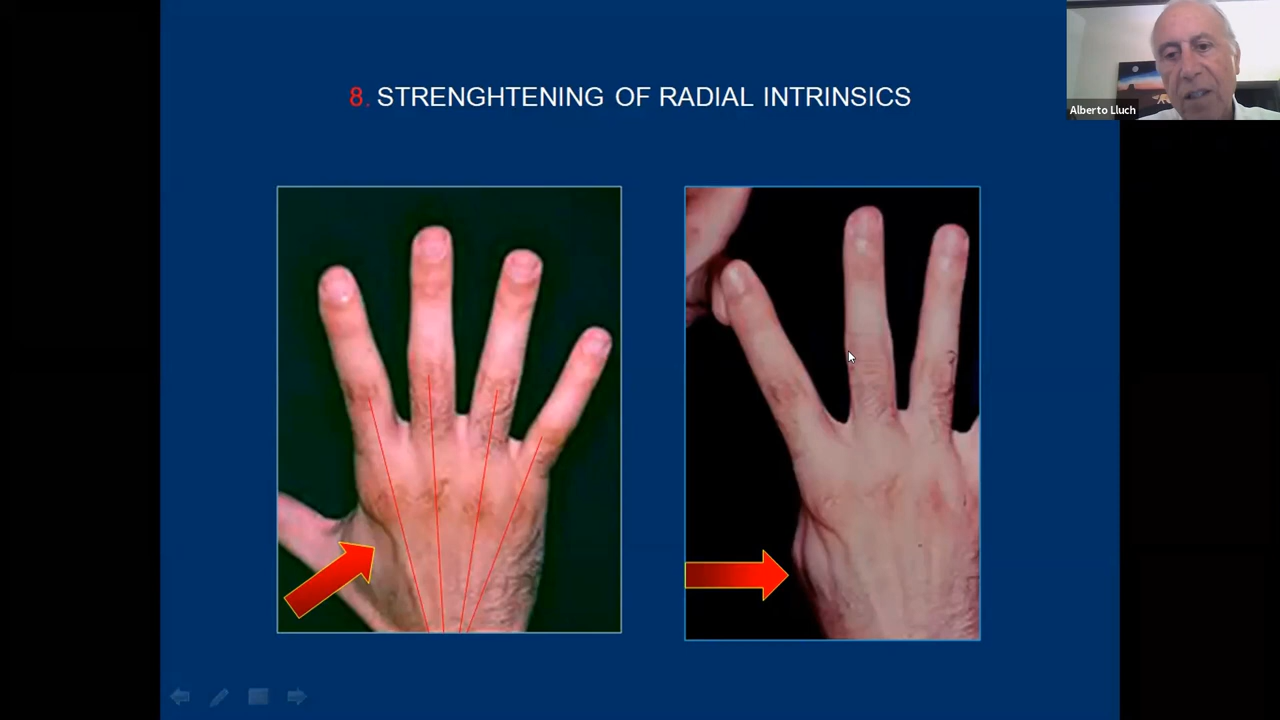 8. STRENGHTENING OF RADIAL INTRINSICS
Alberto Lluch